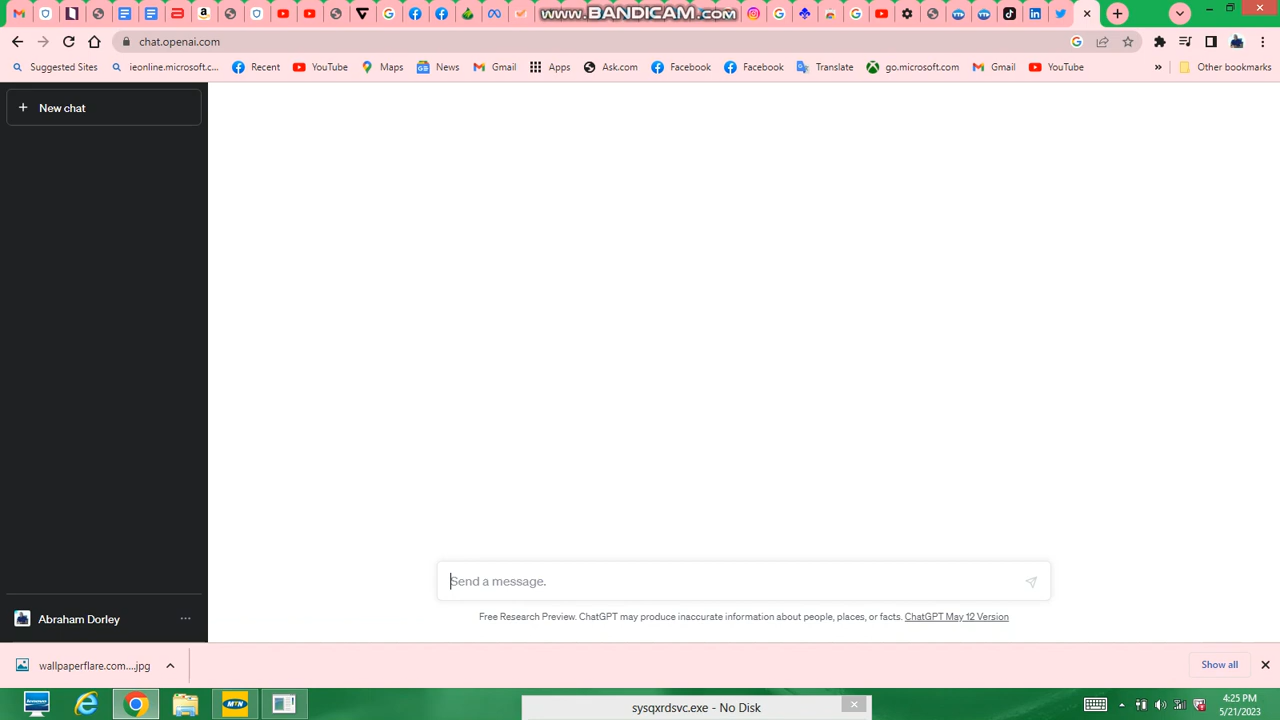 www.BANDICAM.com
chat.openai.com
Suggested Sites
ieonline.microsoft.c...
Recent
YouTube
Maps
News
Gmail
Apps
Ask.com
Facebook
Facebook
Translate
go.microsoft.com
Gmail
YouTube
»
Other bookmarks
+ New chat
Send a message.
Free Research Preview. ChatGPT may produce inaccurate information about people, places, or facts. ChatGPT May 12 Version
Abraham Dorley
wallpaperflare.com....jpg
Show all
MTN
sysqxrdsvc.exe - No Disk
4:25 PM
5/21/2023